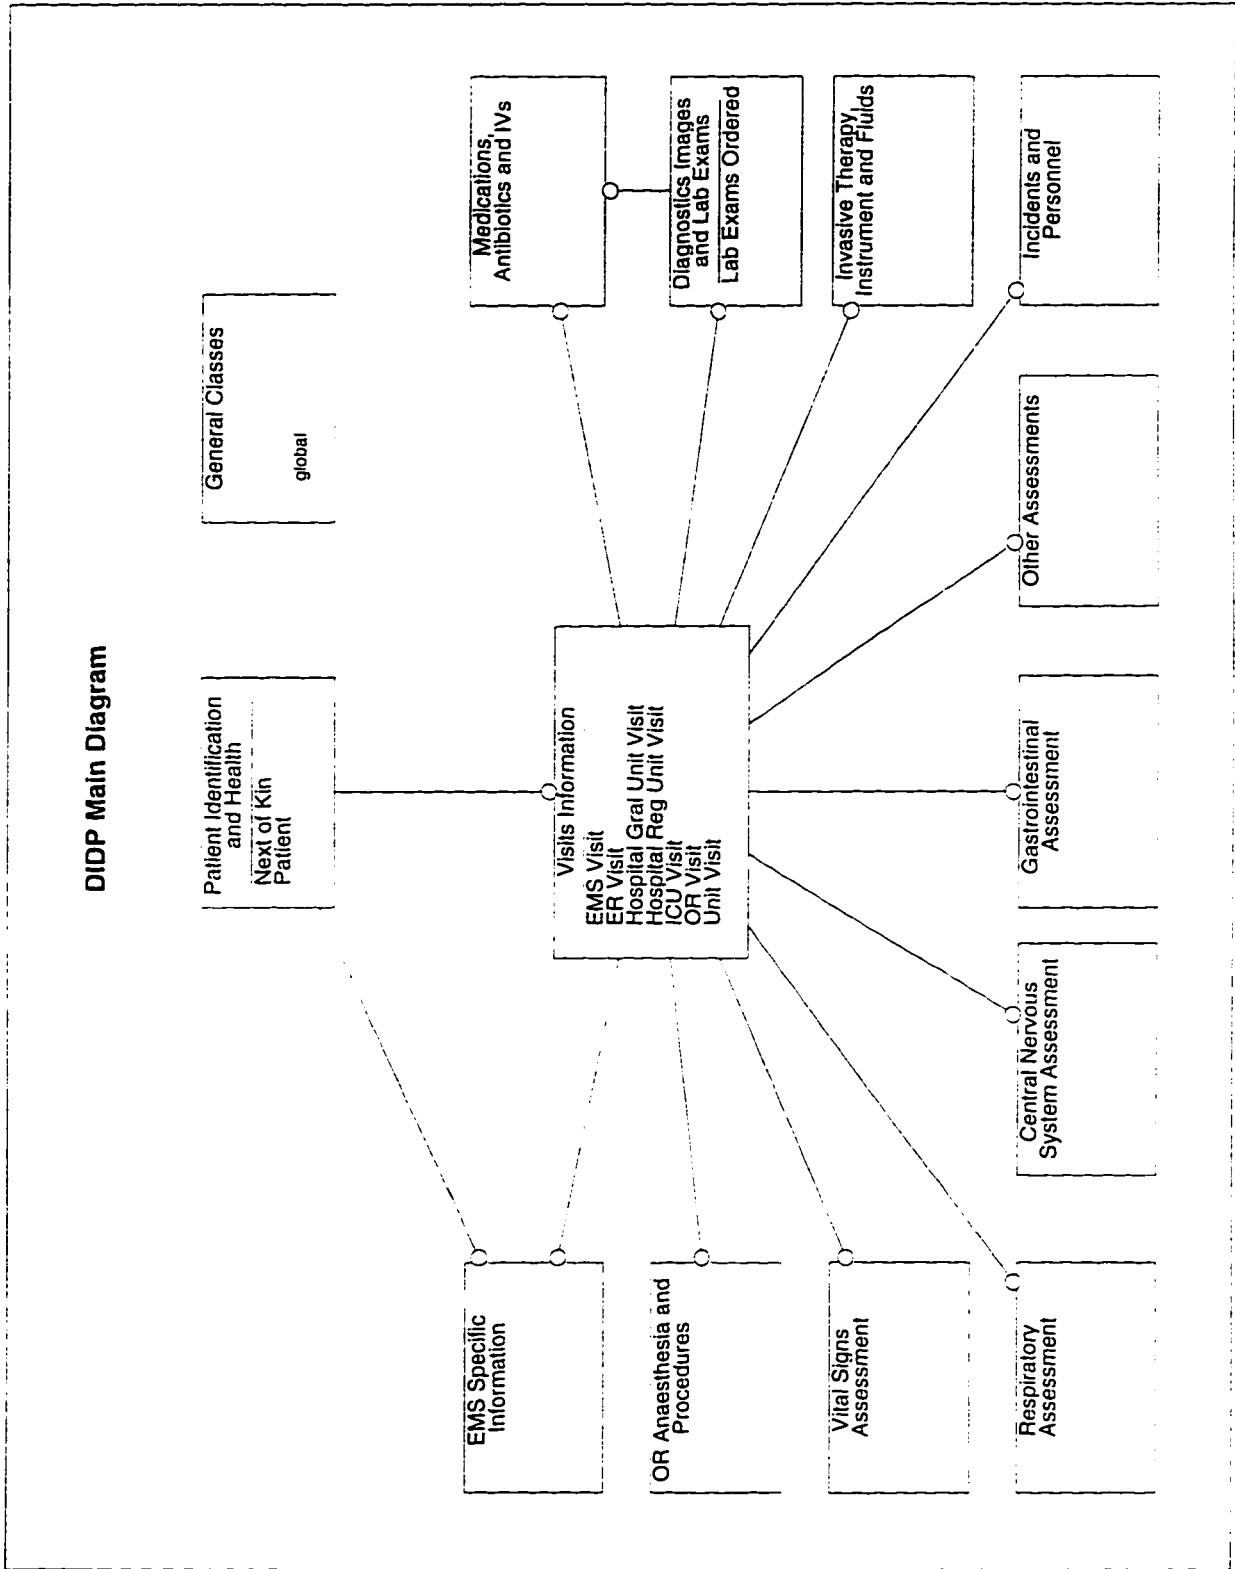 DIDP Main Diagram
Patient Identification
and Health
Next of Kin
Patient
General Classes
global
EMS Specific
Information
Visits Information
EMS Visit
ER Visit
Hospital Gral Unit Visit
Hospital Reg Unit Visit
ICU Visit
OR Visit
Unit Visit
Medications,
Antibiotics and IVs
OR Anaesthesia and
Procedures
Diagnostics Images
and Lab Exams
Lab Exams Ordered
Vital Signs
Assessment
Invasive Therapy,
Instrument and Fluids
Respiratory
Assessment
Central Nervous
System Assessment
Gastrointestinal
Assessment
Other Assessments
Incidents and
Personnel